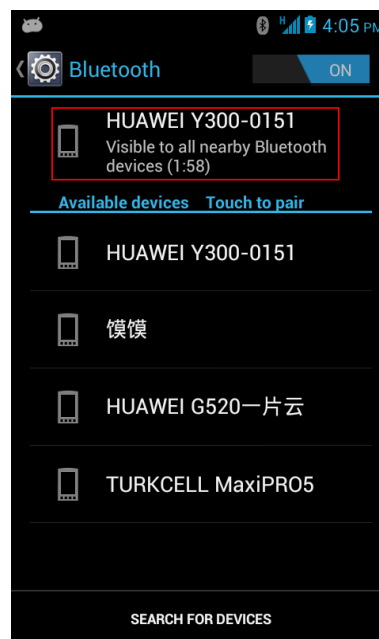 H 4:05 PM
Bluetooth ON
HUAWEI Y300-0151
Visible to all nearby Bluetooth
devices (1:58)
Available devices Touch to pair
HUAWEI Y300-0151
馍馍
HUAWEI G520一片云
TURKCELL MaxiPRO5
SEARCH FOR DEVICES